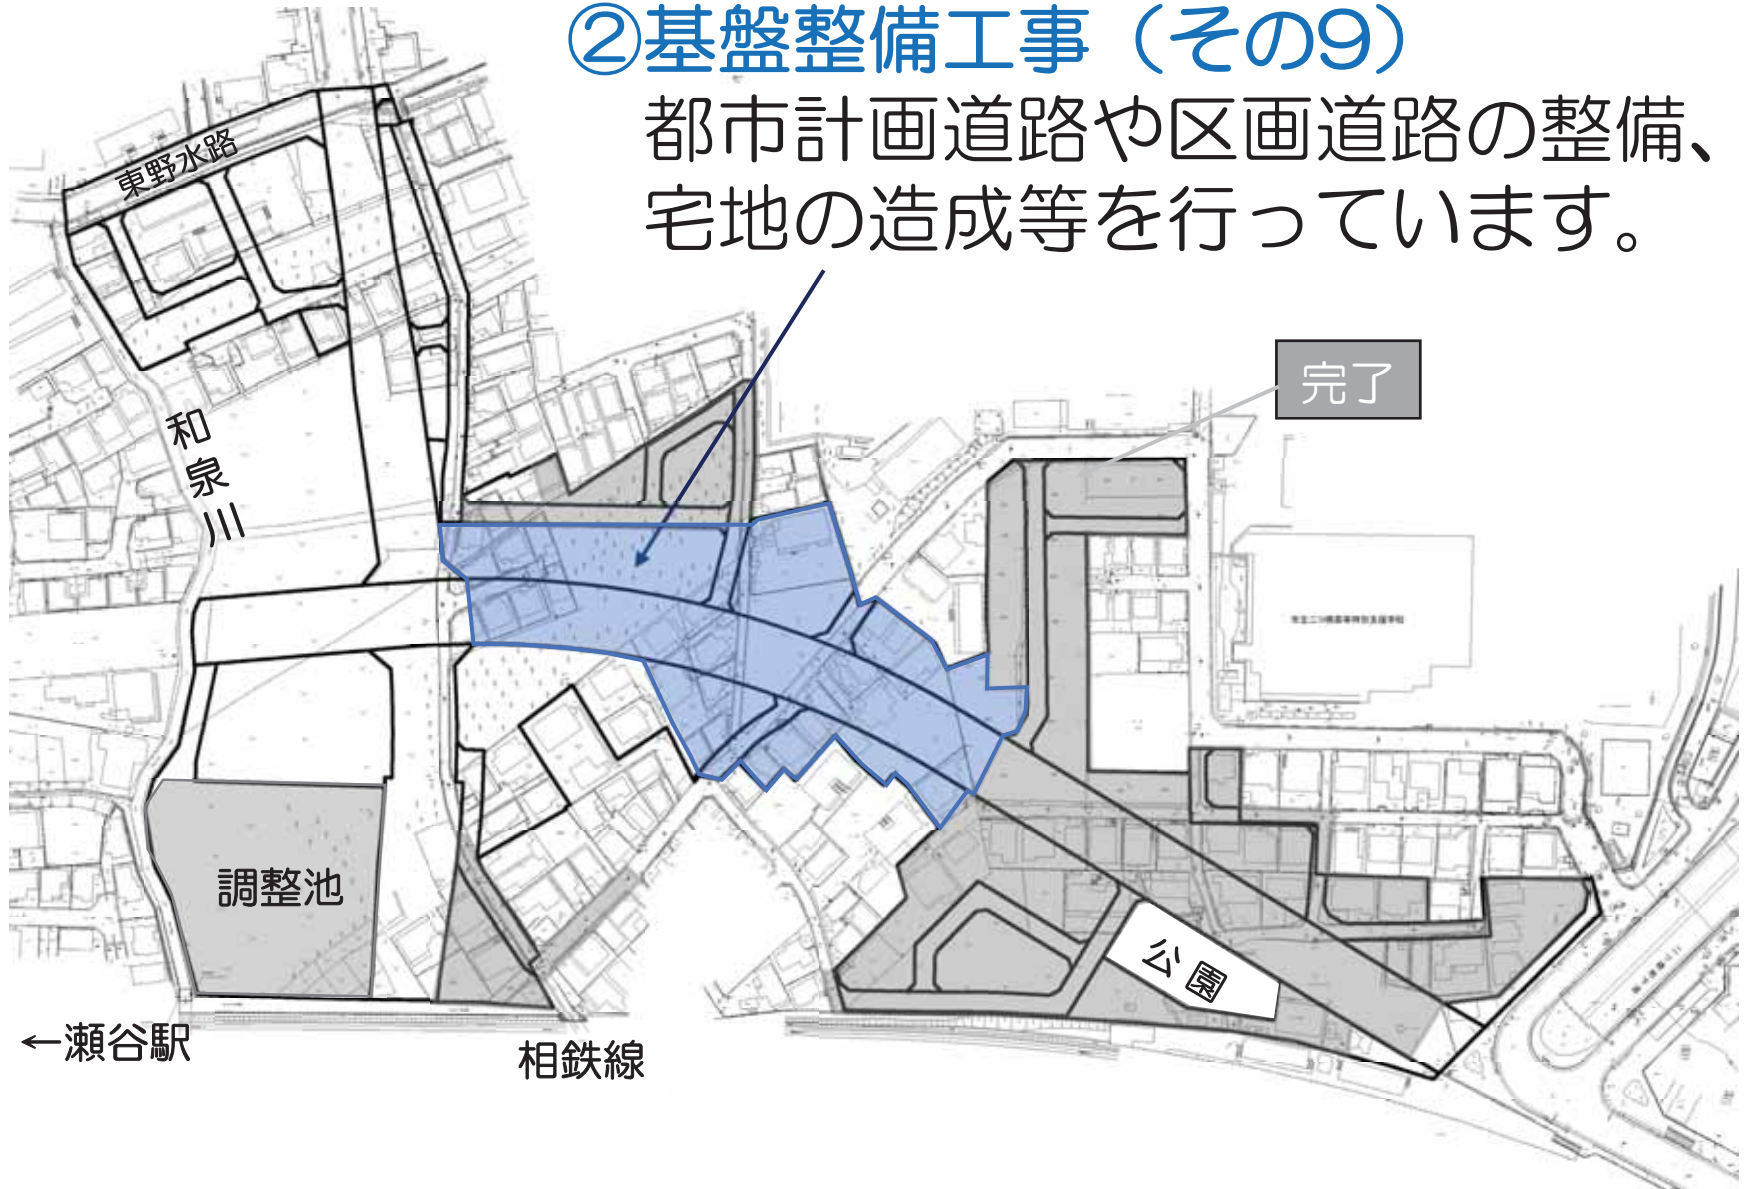 ②基盤整備工事（その9）
都市計画道路や区画道路の整備、
宅地の造成等を行っています。
東野水路
完了
和泉川
調整池
公園
←瀬谷駅
相鉄線